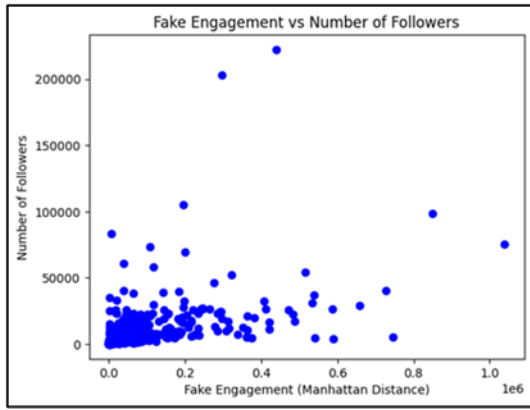 Fake Engagement vs Number of Followers
Number of Followers
200000
150000
100000
50000
0
0.0 0.2 0.4 0.6 0.8 1.0
1e6
Fake Engagement (Manhattan Distance)